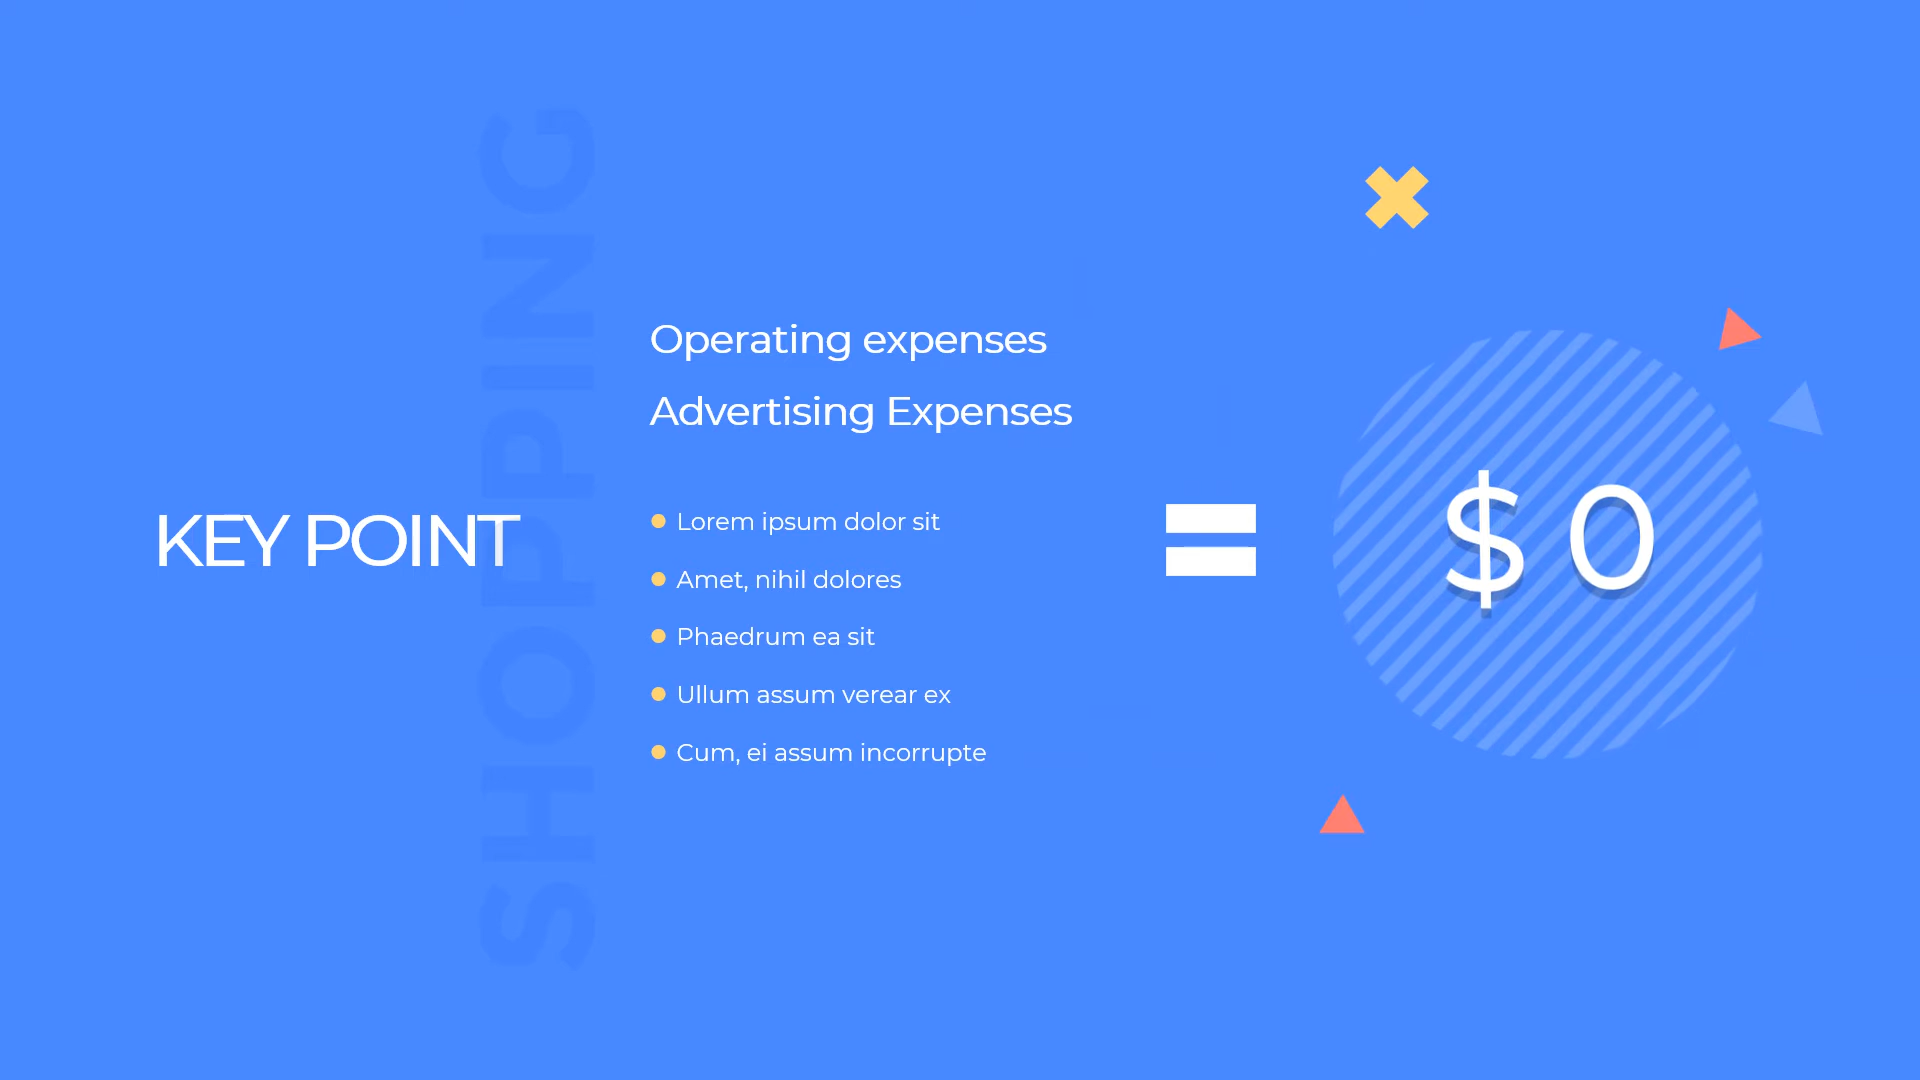 SHOPPING
KEY POINT
Operating expenses
Advertising Expenses
Lorem ipsum dolor sit
Amet, nihil dolores
Phaedrum ea sit
Ullum assum verear ex
Cum, ei assum incorrupte
=
$ 0